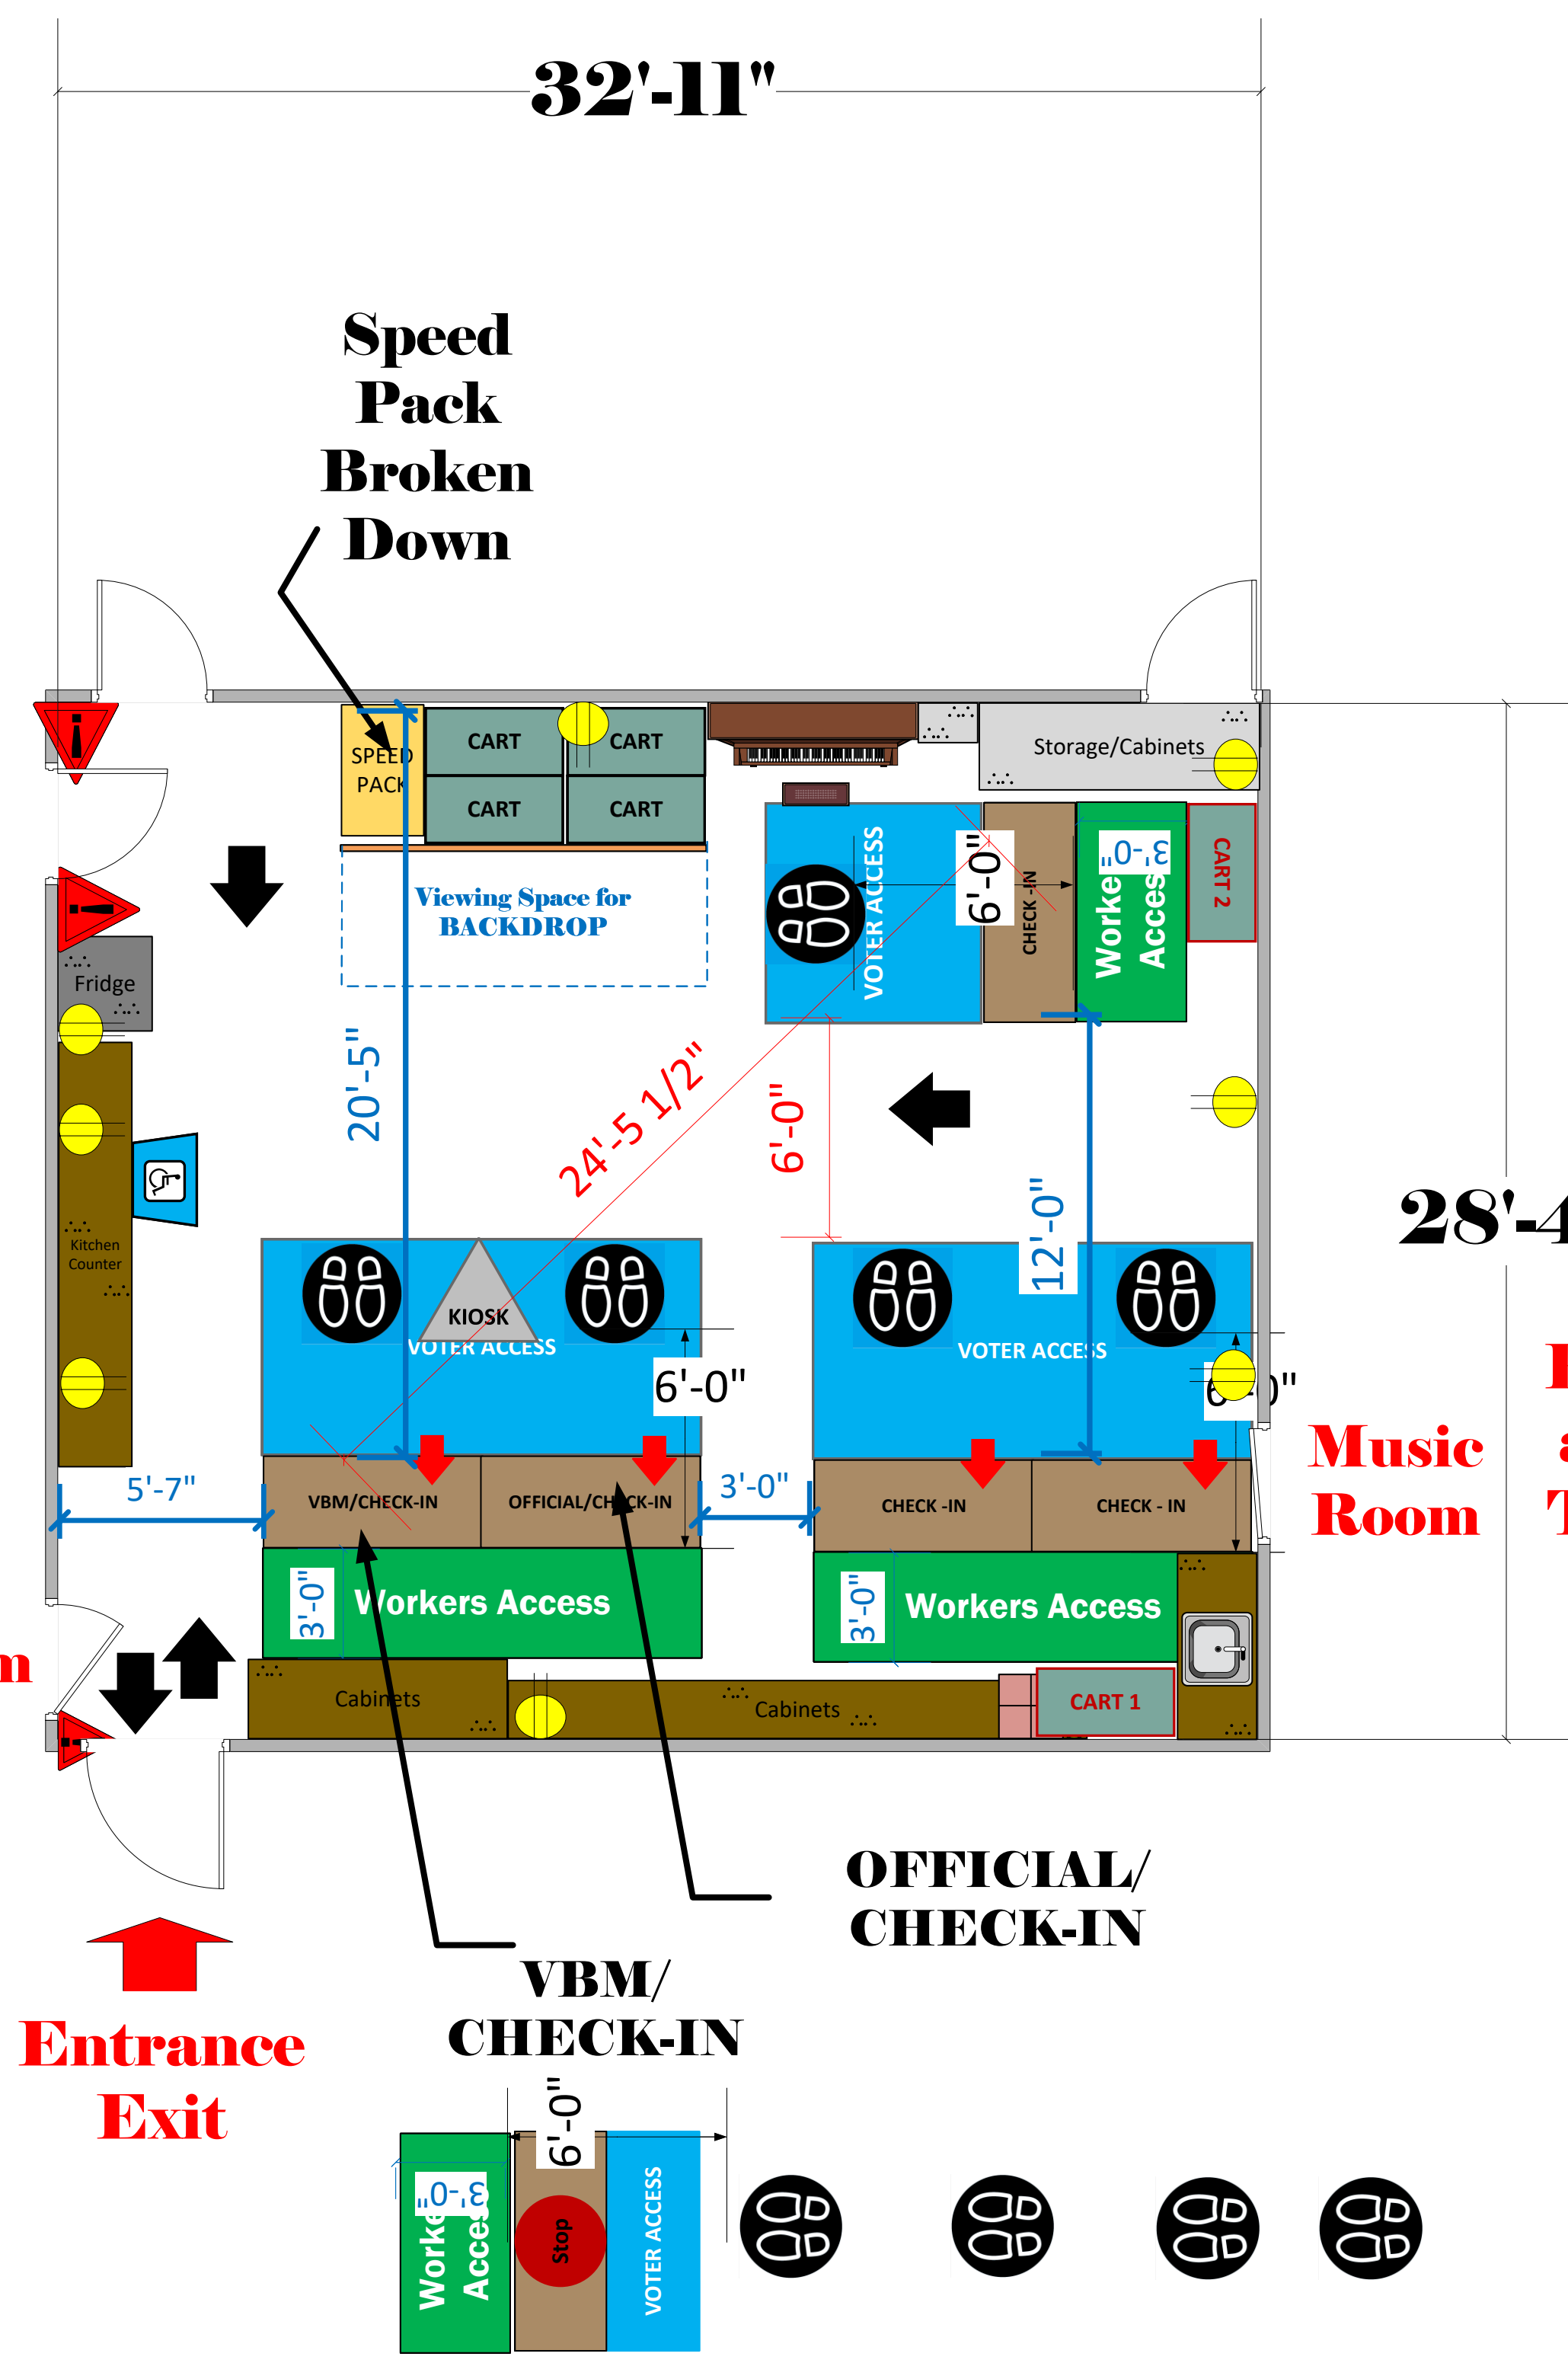 32'-11"
Speed
Pack
Broken
Down
SPEED
PACK
CART
CART
CART
CART
Storage/Cabinets
VOTER ACCESS
6'-0"
CHECK -IN
3'-0"
Access
CART 2
Viewing Space for
BACKDROP
Fridge
20'-5"
24'-5 1/2"
6'-0"
12'-0"
Kitchen
Counter
KIOSK
VOTER ACCESS
6'-0"
VOTER ACCESS
Music
Room
5'-7"
VBM/CHECK-IN
OFFICIAL/CHECK-IN
3'-0"
CHECK -IN
CHECK - IN
3'-0"
Workers Access
3'-0"
Workers Access
Cabinets
Cabinets
CART 1
OFFICIAL/
CHECK-IN
VBM/
CHECK-IN
Entrance
Exit
6'-0"
3'-0"
Access
Stop
VOTER ACCESS